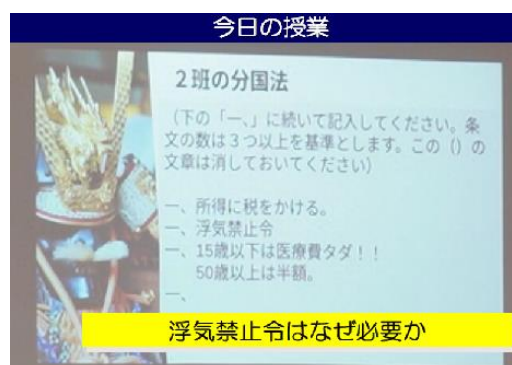 今日の授業
2班の分国法
（下の「一、」に続いて記入してください。条
文の数は３つ以上を基準とします。この（）の
文章は消しておいてください）
一、所得に税をかける。
一、浮気禁止令
一、15歳以下は医療費タダ！！
50歳以上は半額。
一、
浮気禁止令はなぜ必要か